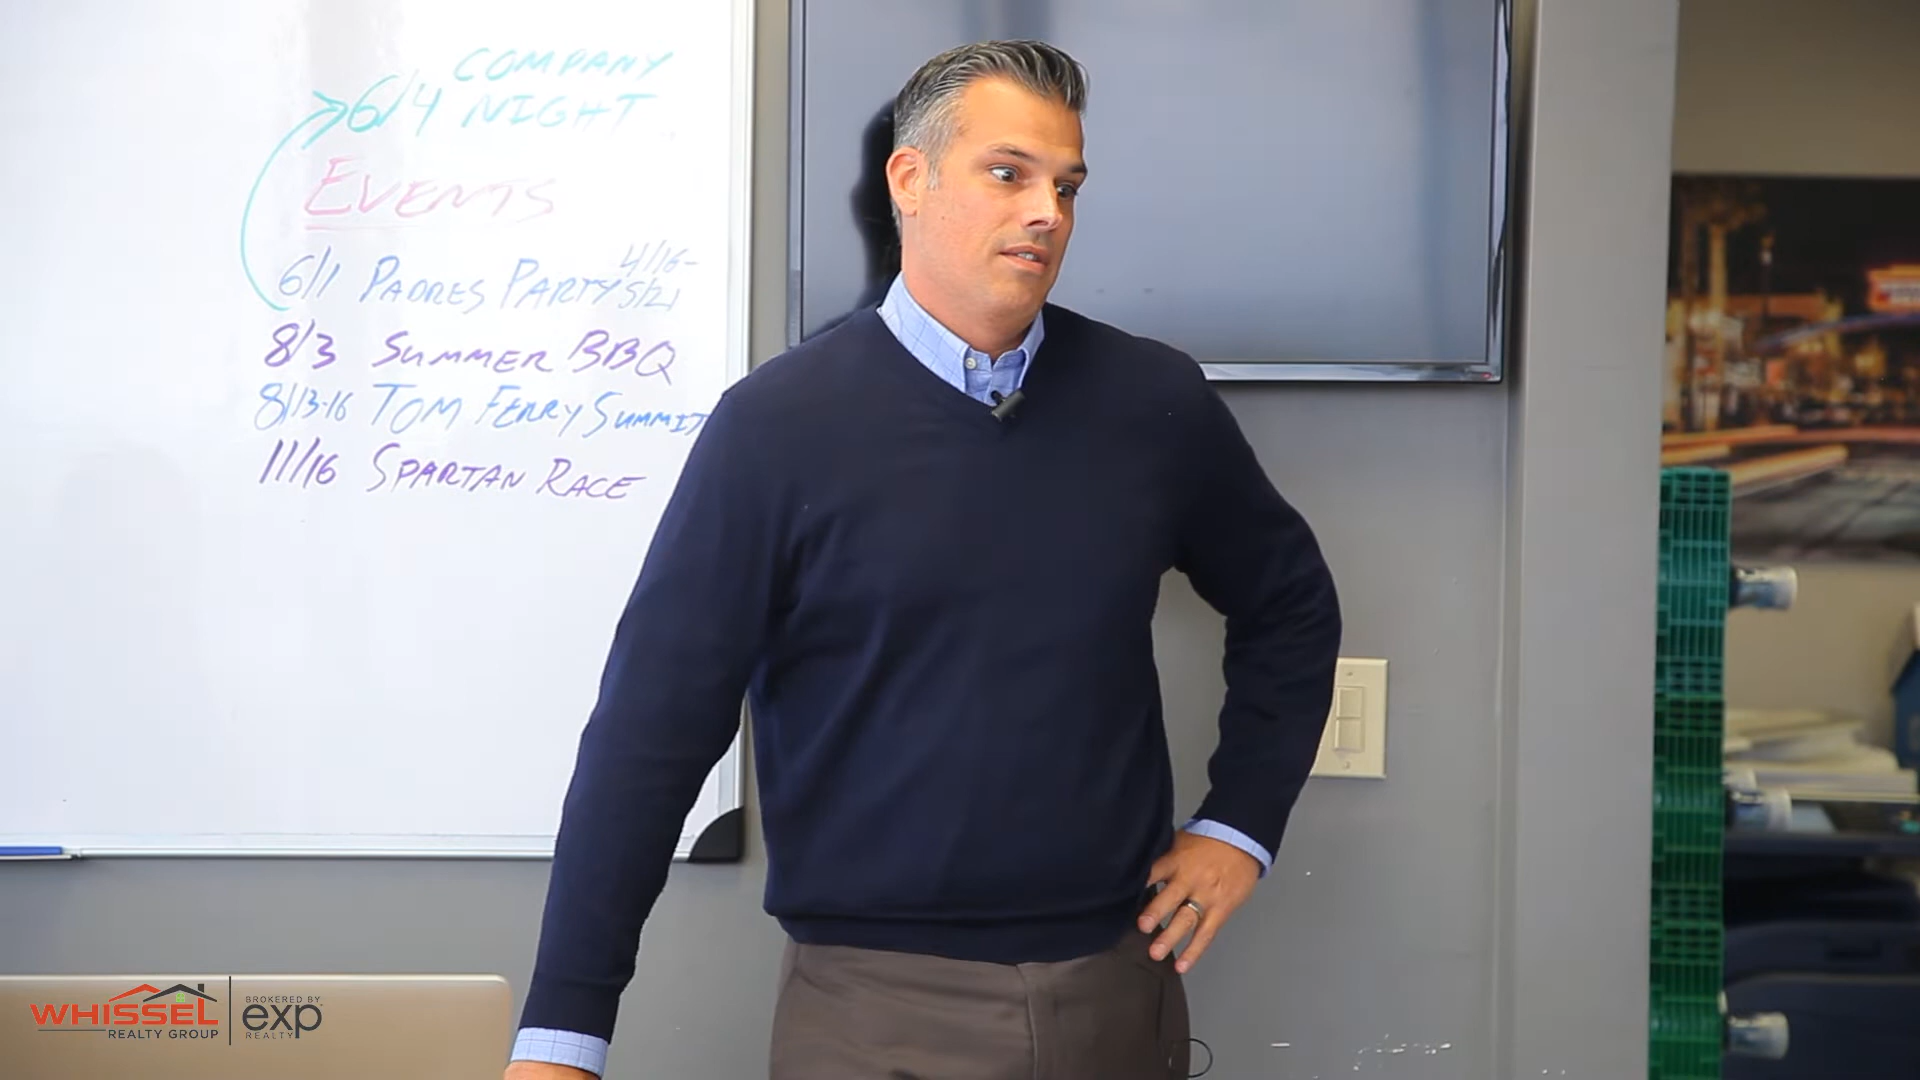 COMPANY
6/4 NIGHT
EVENTS
6/1 PADRES PARTY 4/16-
5/21
8/3 SUMMER BBQ
8/13-16 TOM FERRY SUMMIT
11/16 SPARTAN RACE
WHISSEL
REALTY GROUP
BROKERED BY
exp
REALTY